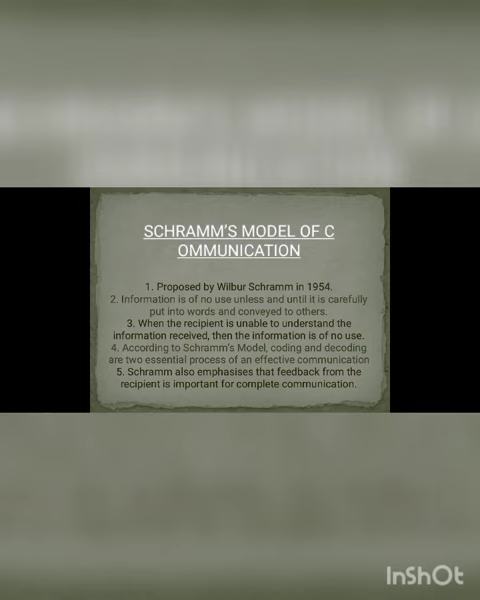 SCHRAMM'S MODEL OF C
OMMUNICATION
1. Proposed by Wilbur Schramm in 1954.
2. Information is of no use unless and until it is carefully
put into words and conveyed to others.
3. When the recipient is unable to understand the
information received, then the information is of no use.
4. According to Schramm's Model, coding and decoding
are two essential process of an effective communication
5. Schramm also emphasises that feedback from the
recipient is important for complete communication.
InShOt